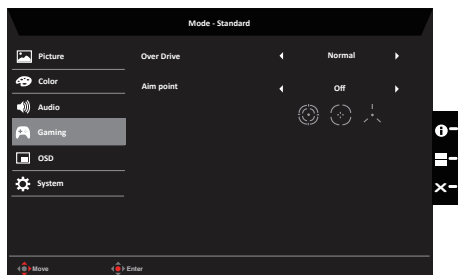 Mode - Standard
Picture
Over Drive Normal
Color
Aim point Off
Audio
Gaming
OSD
System
Move Enter